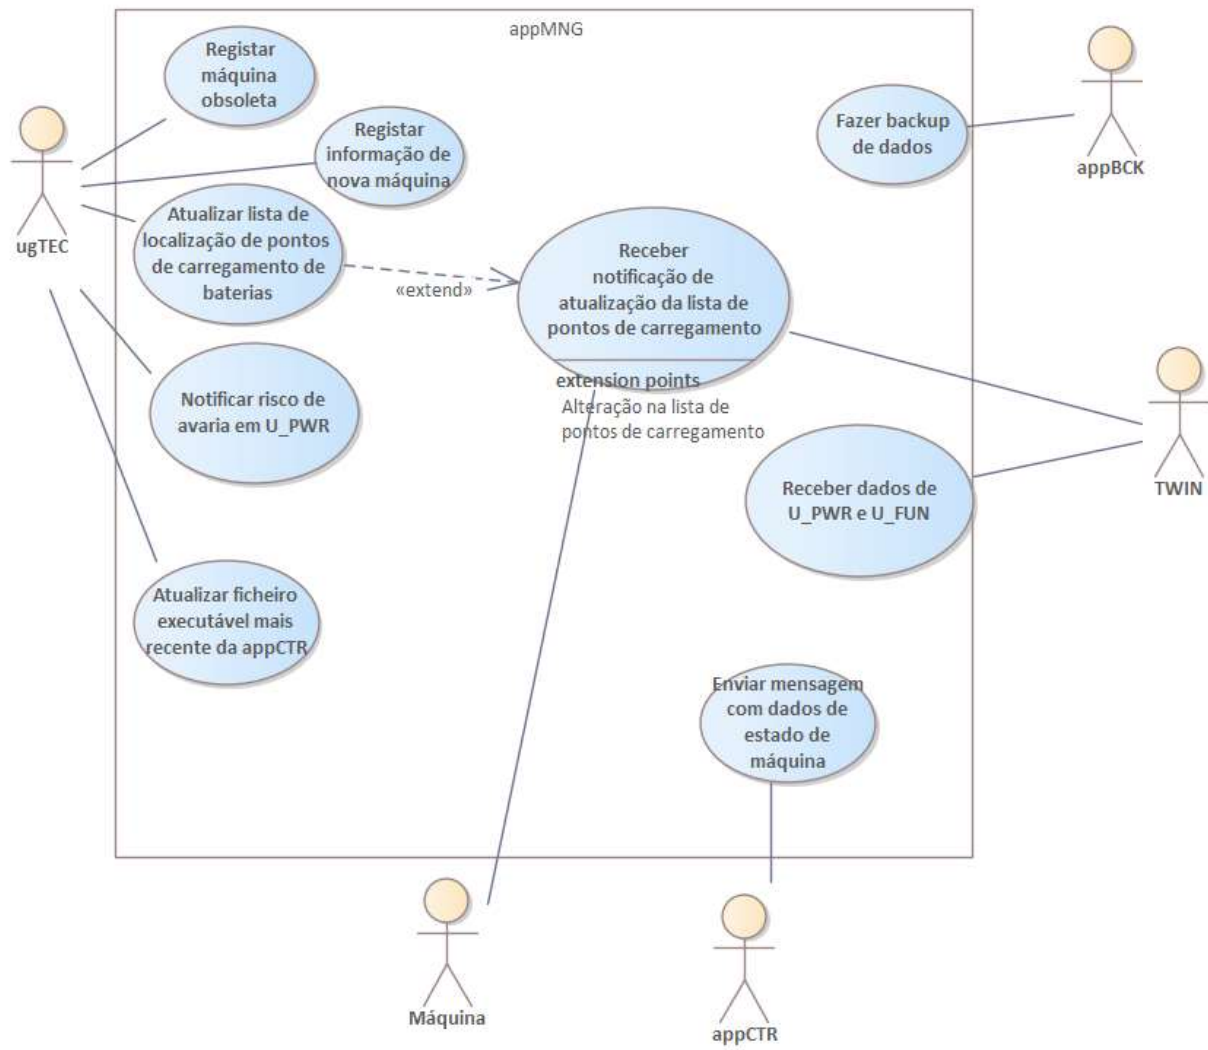 appMNG
Registar
máquina
obsoleta
Registar
informação de
nova máquina
Fazer backup
de dados
appBCK
ugTEC
Atualizar lista de
localização de pontos
de carregamento de
baterias
«extend»
Receber
notificação de
atualização da lista de
pontos de carregamento
extension points
Alteração na lista de
pontos de carregamento
Notificar risco de
avaria em U_PWR
TWIN
Receber dados de
U_PWR e U_FUN
Atualizar ficheiro
executável mais
recente da appCTR
Enviar mensagem
com dados de
estado de
máquina
Máquina
appCTR